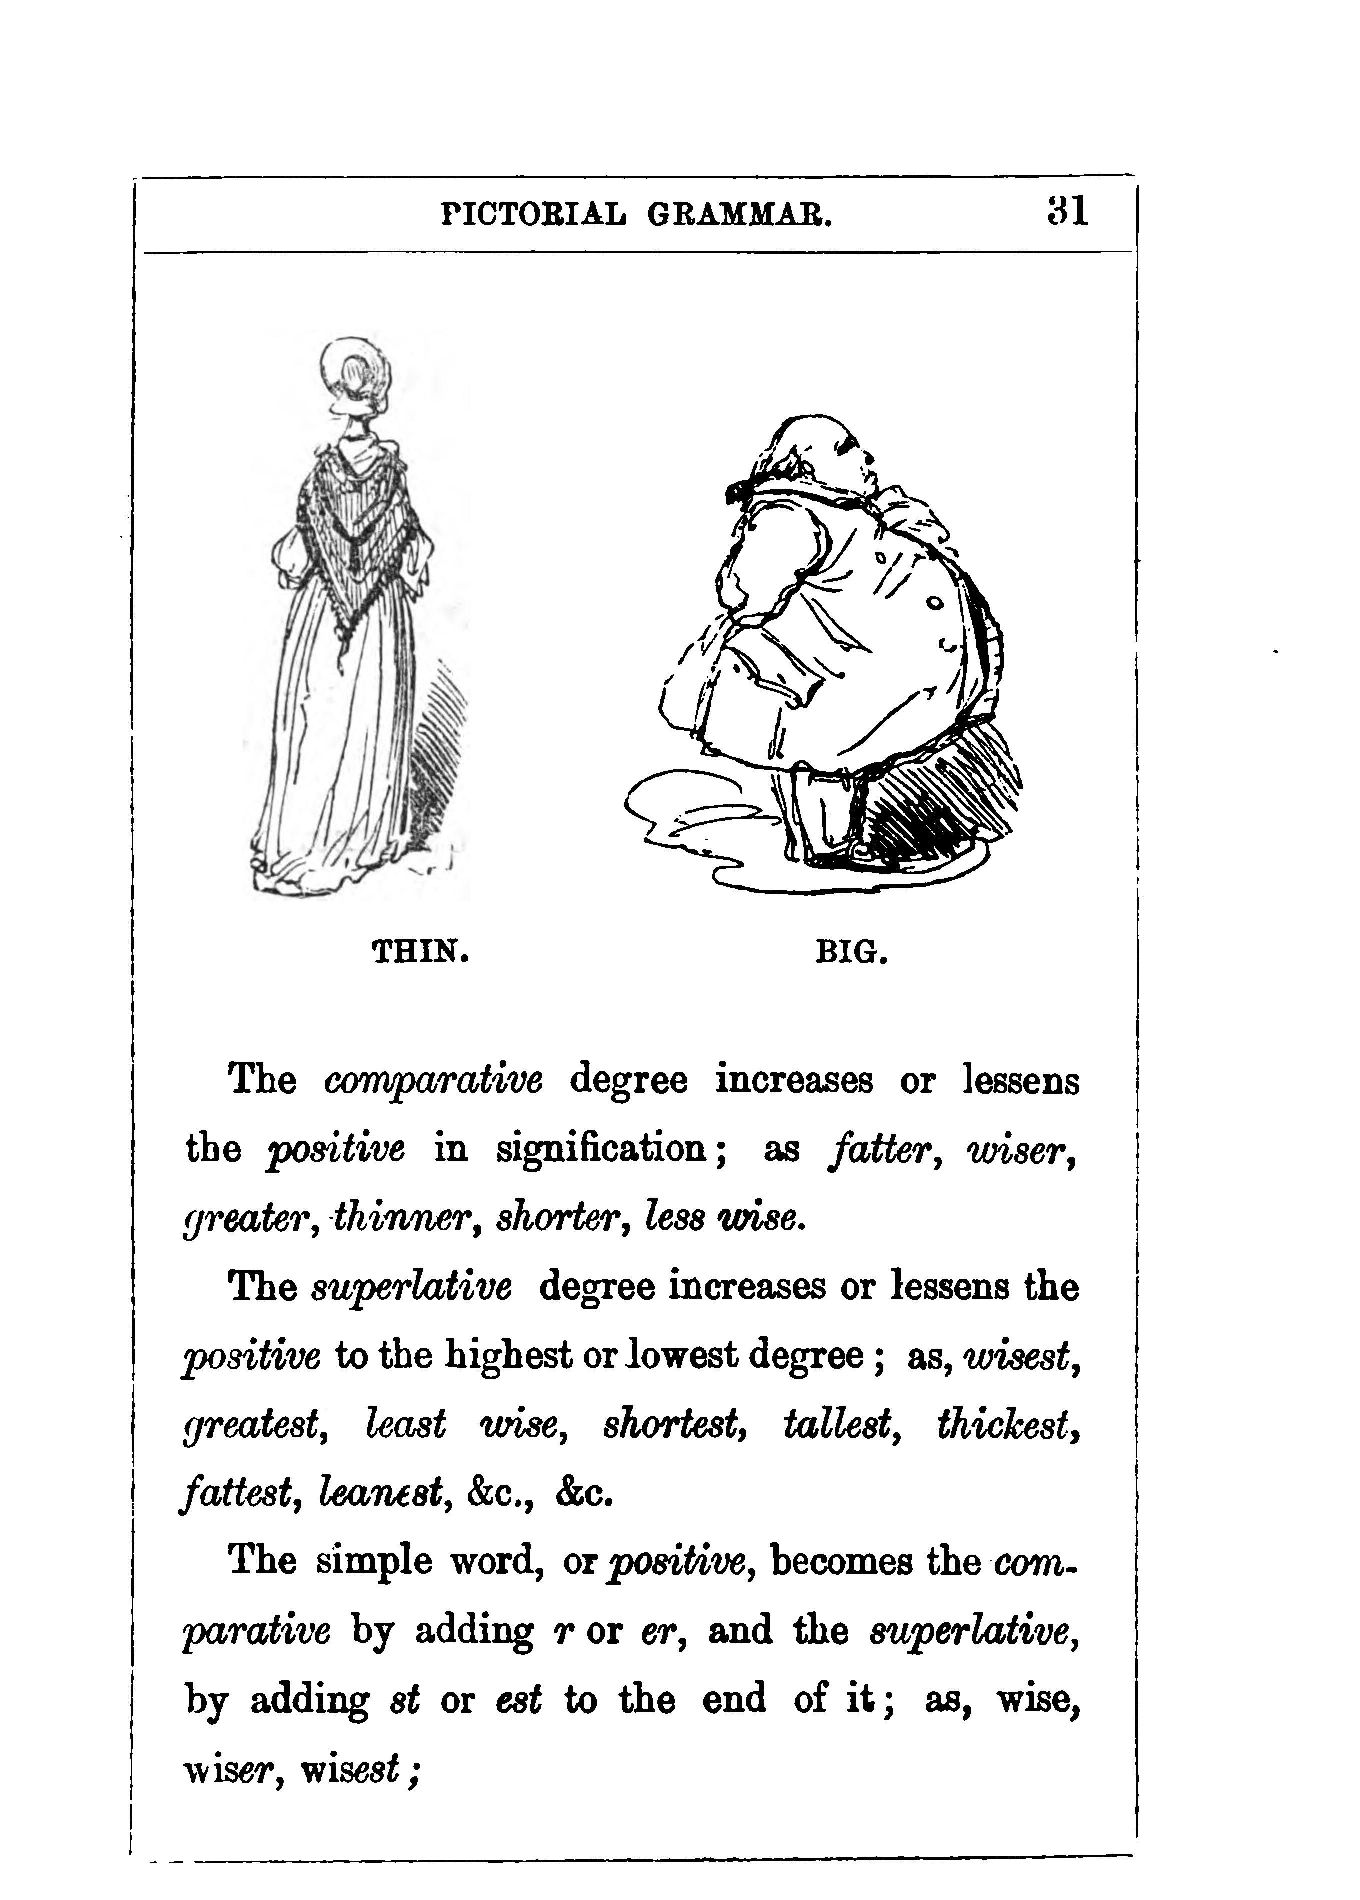 PICTORIAL GRAMMAR. 31
THIN. BIG.
The comparative degree increases or lessens
the positive in signification; as fatter, wiser,
greater, thinner, shorter, less wise.
The superlative degree increases or lessens the
positive to the highest or lowest degree; as, wisest,
greatest, least wise, shortest, tallest, thickest,
fattest, leanest, &c., &c.
The simple word, or positive, becomes the com-
parative by adding r or er, and the superlative,
by adding st or est to the end of it; as, wise,
wiser, wisest;